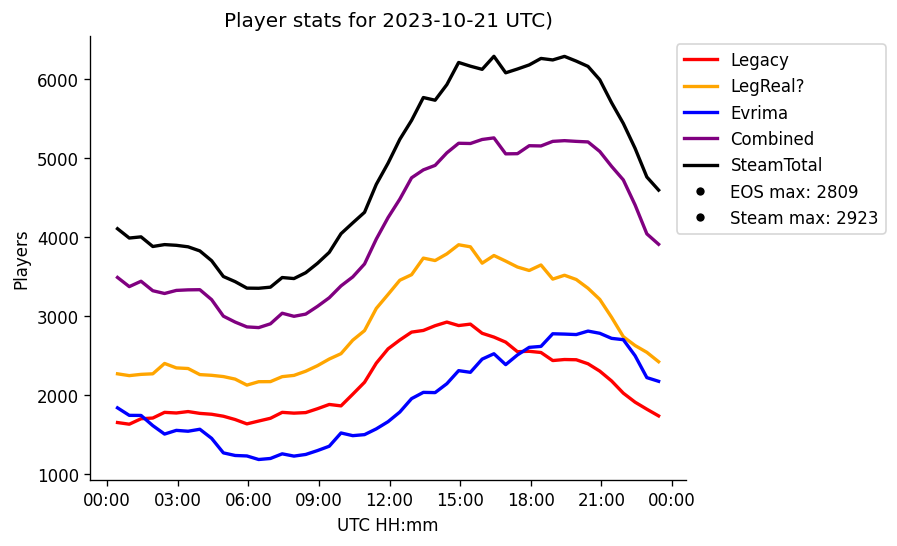 Player stats for 2023-10-21 UTC)
Legacy
LegReal?
Evrima
Combined
SteamTotal
EOS max: 2809
Steam max: 2923
Players
6000
5000
4000
3000
2000
1000
00:00 03:00 06:00 09:00 12:00 15:00 18:00 21:00 00:00
UTC HH:mm